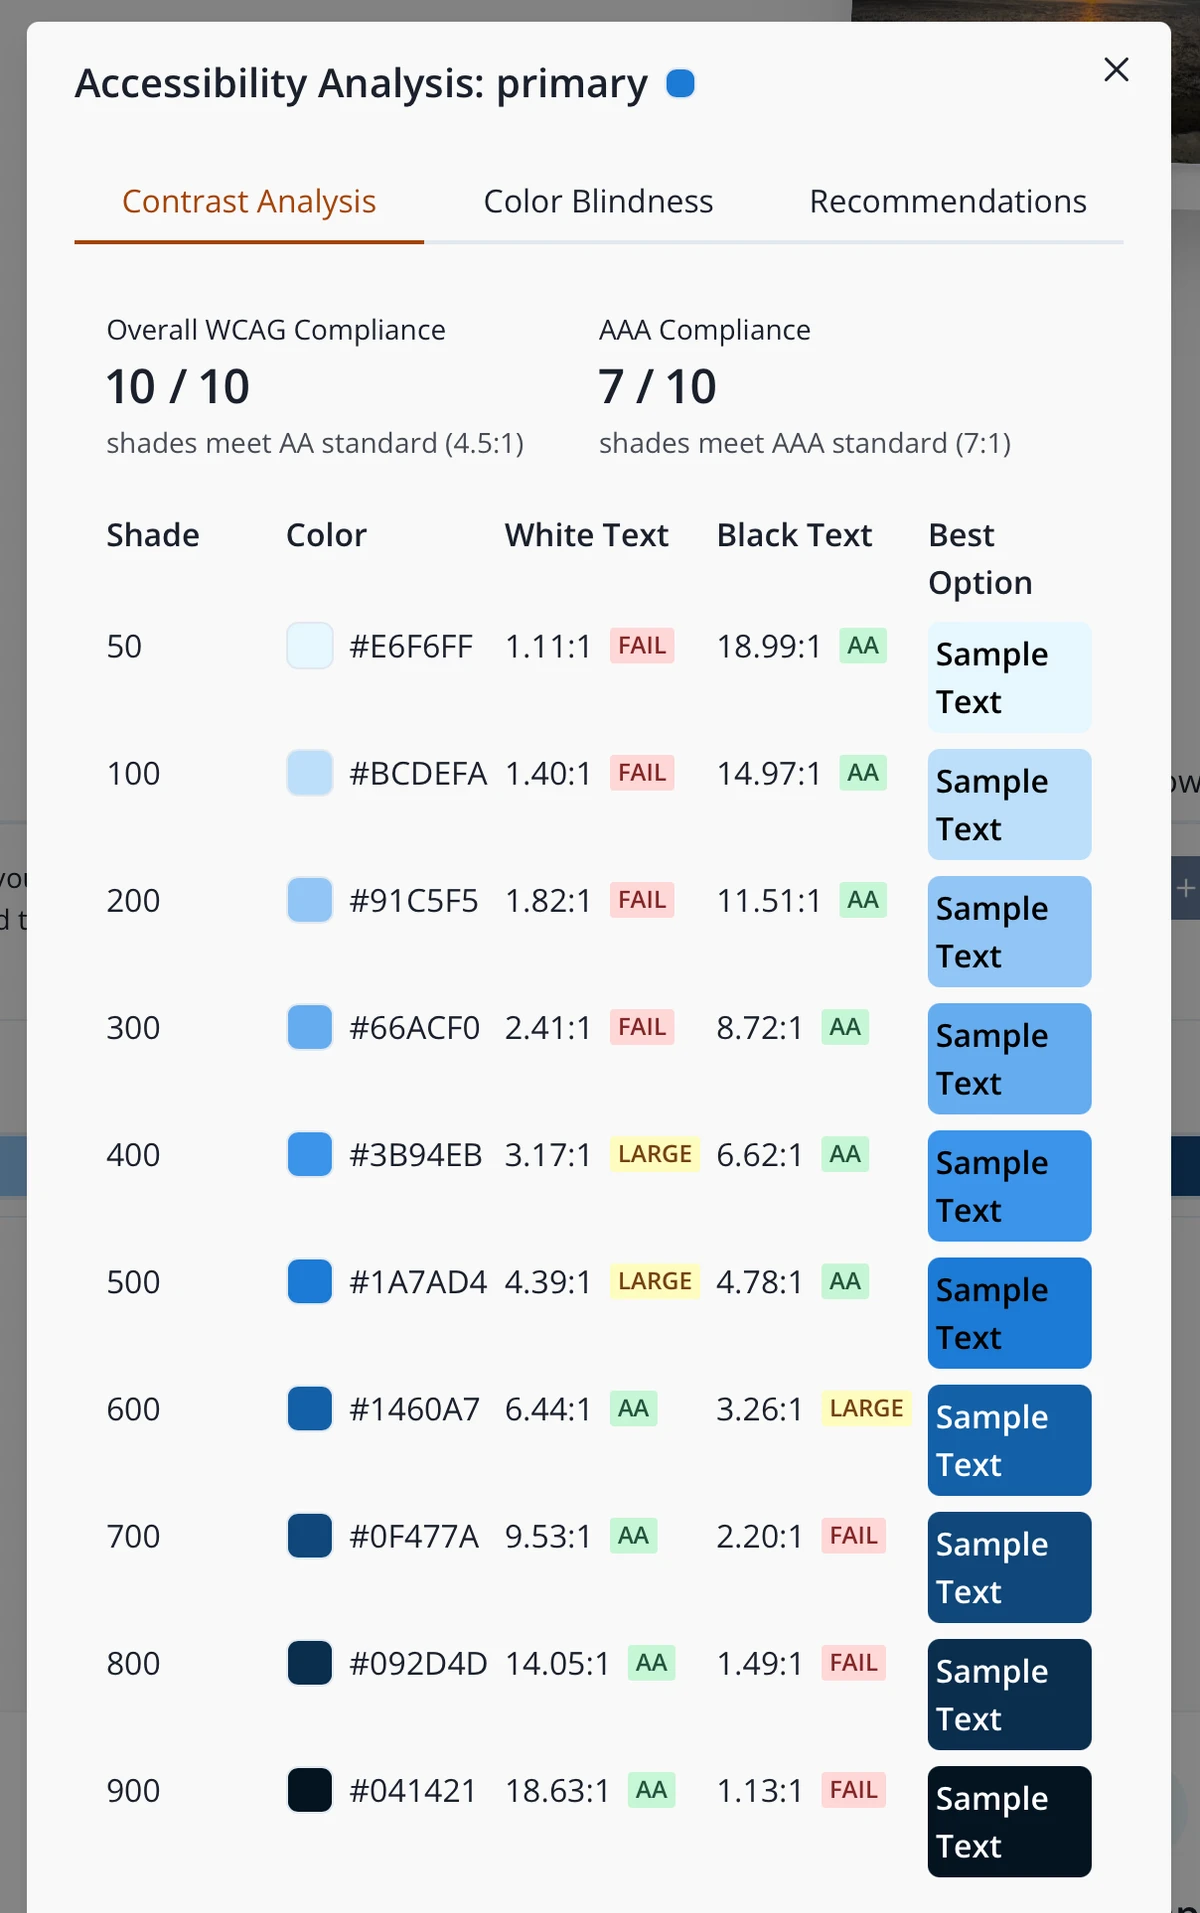 Accessibility Analysis: primary
Contrast Analysis Color Blindness Recommendations
Overall WCAG Compliance AAA Compliance
10 / 10 7 / 10
shades meet AA standard (4.5:1) shades meet AAA standard (7:1)
Shade Color White Text Black Text Best
Option
50 #E6F6FF 1.11:1 FAIL 18.99:1 AA Sample
Text
100 #BCDEFA 1.40:1 FAIL 14.97:1 AA Sample
Text
200 #91C5F5 1.82:1 FAIL 11.51:1 AA Sample
Text
300 #66ACF0 2.41:1 FAIL 8.72:1 AA Sample
Text
400 #3B94EB 3.17:1 LARGE 6.62:1 AA Sample
Text
500 #1A7AD4 4.39:1 LARGE 4.78:1 AA Sample
Text
600 #1460A7 6.44:1 AA 3.26:1 LARGE Sample
Text
700 #0F477A 9.53:1 AA 2.20:1 FAIL Sample
Text
800 #092D4D 14.05:1 AA 1.49:1 FAIL Sample
Text
900 #041421 18.63:1 AA 1.13:1 FAIL Sample
Text